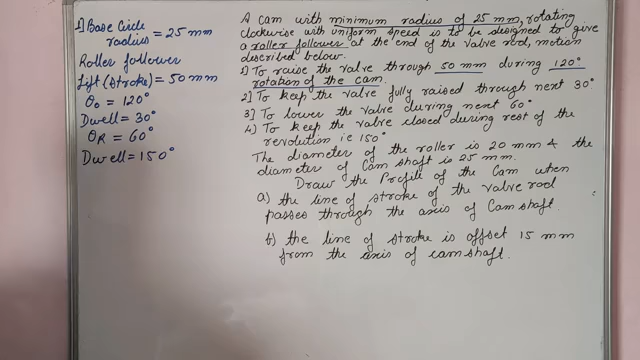 1] Base Circle
radius = 25 mm
Roller follower
Lift (Stroke) = 50 mm
θo = 120°
Dwell = 30°
θR = 60°
Dwell = 150°
A cam with minimum radius of 25 mm, rotating
clockwise with uniform speed is to be designed to give
a roller follower at the end of the valve rod, motion
described below.
1] To raise the valve through 50 mm during 120°
rotation of the cam.
2] To keep the valve fully raised through next 30°
3] To lower the valve during next 60°
4] To keep the valve closed during rest of the
revolution i.e 150°
The diameter of the roller is 20 mm & the
diameter of Cam shaft is 25 mm.
Draw the Profile of the Cam when
a) the line of stroke of the valve rod
passes through the axis of Cam shaft.
b) the line of stroke is offset 15 mm
from the axis of camshaft.